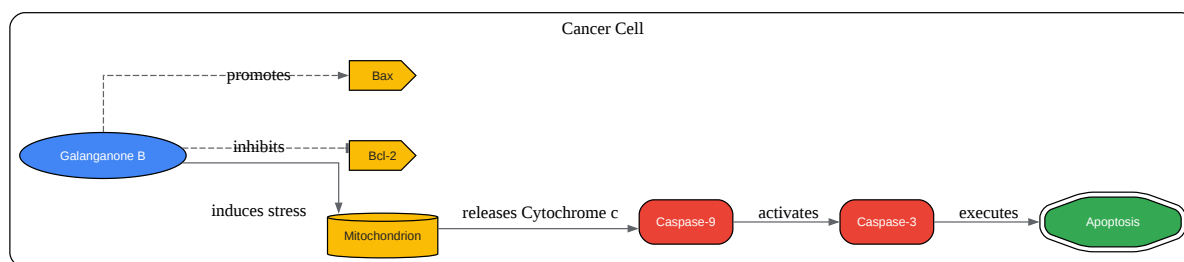 Cancer Cell
promotes
Bax
Galanganone B
inhibits
Bcl-2
induces stress
Mitochondrion
releases Cytochrome c
Caspase-9
activates
Caspase-3
executes
Apoptosis